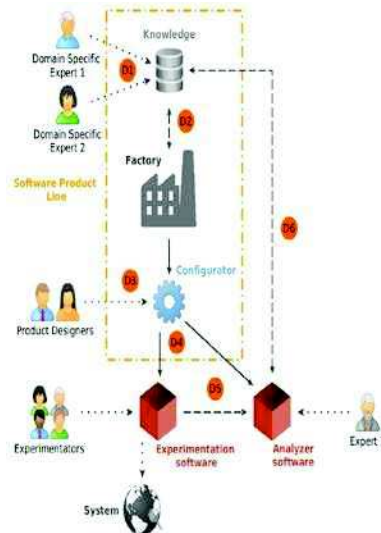 Knowledge
Domain Specific
Expert 1
D1
Domain Specific
Expert 2
D2
Factory
Software Product
Line
D6
D3
Configurator
Product Designers
D4
D5
Experimentators
Experimentation
software
Analyzer
software
Expert
System